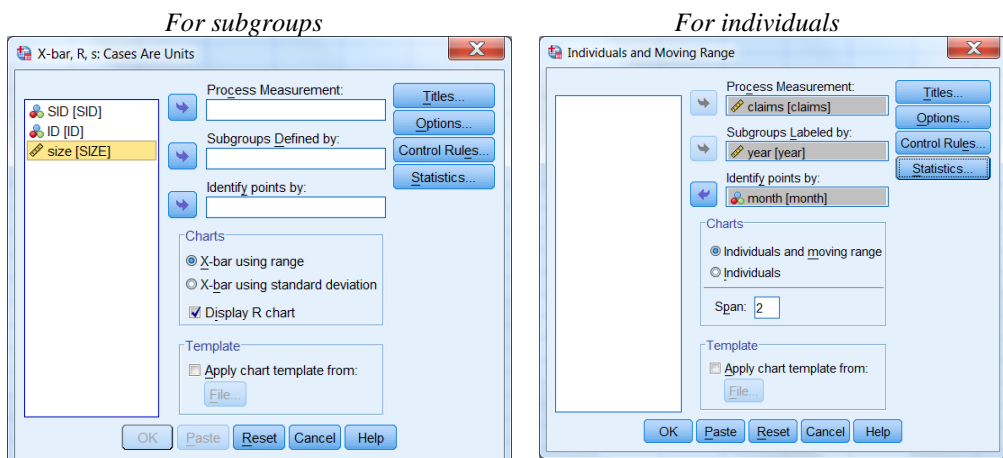 For subgroups
X-bar, R, s: Cases Are Units
SID [SID]
ID [ID]
size [SIZE]
Process Measurement:
Subgroups Defined by:
Identify points by:
Charts
X-bar using range
X-bar using standard deviation
Display R chart
Template
Apply chart template from:
File...
Titles...
Options...
Control Rules...
Statistics...
OK Paste Reset Cancel Help
For individuals
Individuals and Moving Range
Process Measurement:
claims [claims]
Subgroups Labeled by:
year [year]
Identify points by:
month [month]
Charts
Individuals and moving range
Individuals
Span: 2
Template
Apply chart template from:
File...
Titles...
Options...
Control Rules...
Statistics...
OK Paste Reset Cancel Help